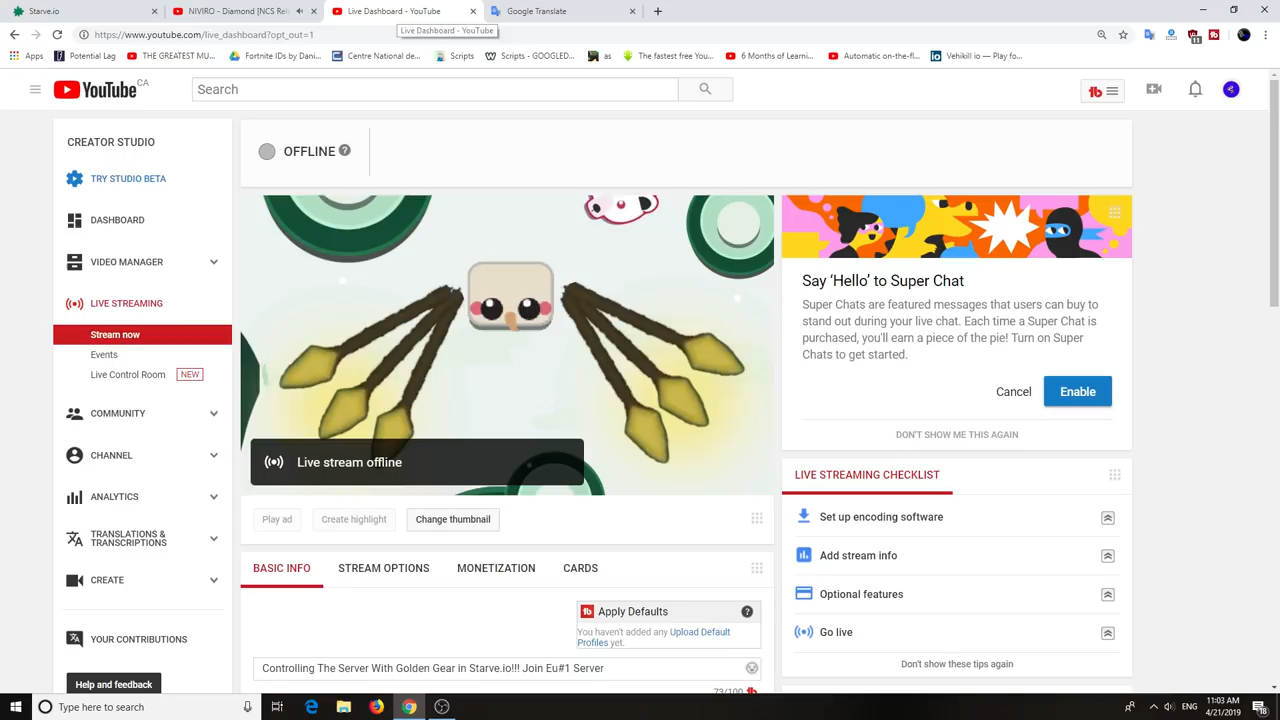 Starve.io
NIVIRO - Demons [NCS Rel
Live Dashboard - YouTube
Google Translate
https://www.youtube.com/live_dashboard?opt_out=1
Live Dashboard - YouTube
11
Apps
Potential Lag
THE GREATEST MU...
Fortnite IDs by Dani...
Centre National de...
Scripts
Scripts - GOOGLED...
as
The fastest free You...
6 Months of Learni...
Automatic on-the-fl...
Vehikill io — Play fo...
YouTube CA
Search
CREATOR STUDIO
TRY STUDIO BETA
DASHBOARD
VIDEO MANAGER
LIVE STREAMING
Stream now
Events
Live Control Room NEW
COMMUNITY
CHANNEL
ANALYTICS
TRANSLATIONS &
TRANSCRIPTIONS
CREATE
YOUR CONTRIBUTIONS
Help and feedback
OFFLINE ?
Live stream offline
Play ad
Create highlight
Change thumbnail
BASIC INFO
STREAM OPTIONS
MONETIZATION
CARDS
Apply Defaults ?
You haven't added any Upload Default
Profiles yet.
Controlling The Server With Golden Gear in Starve.io!!! Join Eu#1 Server
73/100
Say 'Hello' to Super Chat
Super Chats are featured messages that users can buy to
stand out during your live chat. Each time a Super Chat is
purchased, you'll earn a piece of the pie! Turn on Super
Chats to get started.
Cancel
Enable
DON'T SHOW ME THIS AGAIN
LIVE STREAMING CHECKLIST
Set up encoding software
Add stream info
Optional features
Go live
Don't show these tips again
Type here to search
ENG
11:03 AM
4/21/2019
18